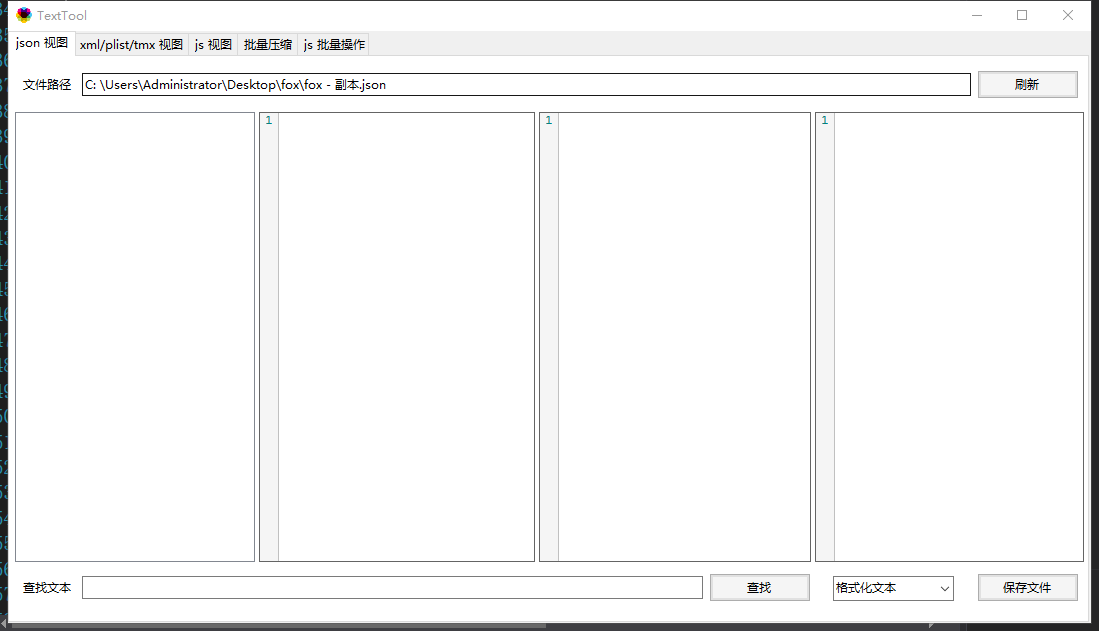 TextTool
json 视图 xml/plist/tmx 视图 js 视图 批量压缩 js 批量操作
文件路径 C: \Users\Administrator\Desktop\fox\fox - 副本.json 刷新
1 1 1
查找文本 查找 格式化文本 保存文件